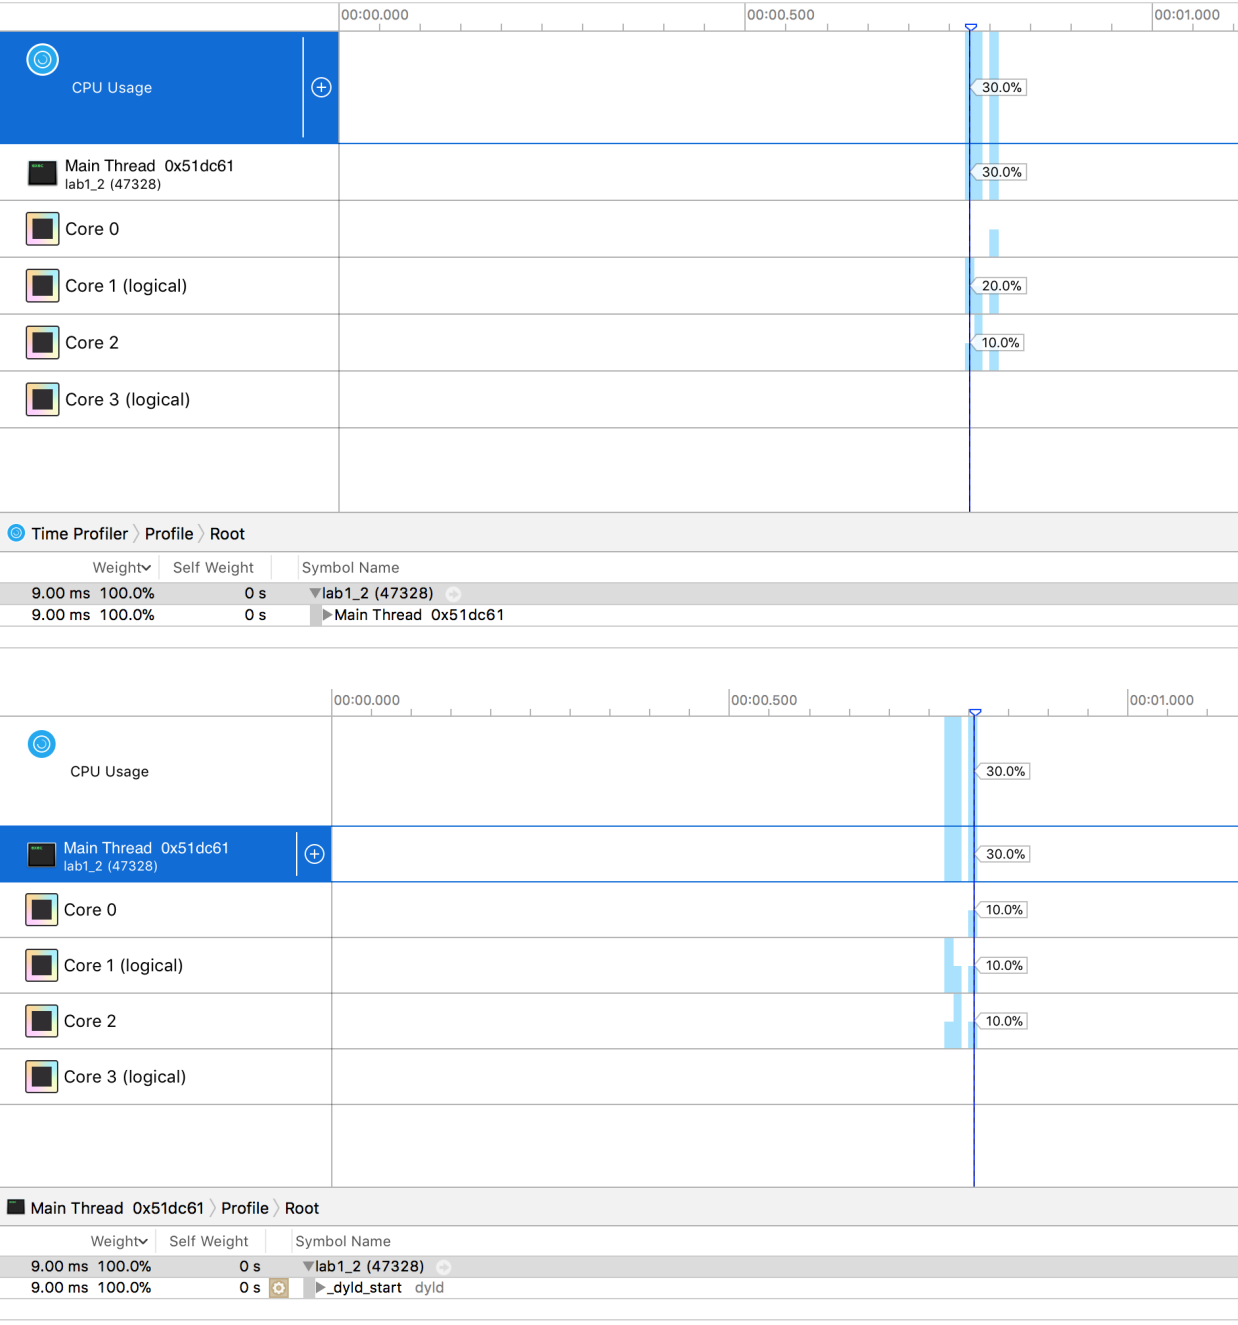 00:00.000 00:00.500 00:01.000
CPU Usage
30.0%
Main Thread 0x51dc61
lab1_2 (47328)
30.0%
Core 0
Core 1 (logical)
20.0%
Core 2
10.0%
Core 3 (logical)
Time Profiler Profile Root
Weight Self Weight Symbol Name
9.00 ms 100.0% 0 s lab1_2 (47328)
9.00 ms 100.0% 0 s Main Thread 0x51dc61
00:00.000 00:00.500 00:01.000
CPU Usage
30.0%
Main Thread 0x51dc61
lab1_2 (47328)
30.0%
Core 0
10.0%
Core 1 (logical)
10.0%
Core 2
10.0%
Core 3 (logical)
Main Thread 0x51dc61 Profile Root
Weight Self Weight Symbol Name
9.00 ms 100.0% 0 s lab1_2 (47328)
9.00 ms 100.0% 0 s _dyld_start dyld